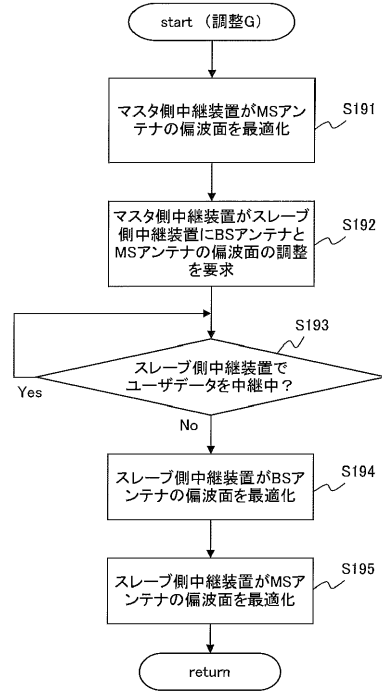 start （調整G）
マスタ側中継装置がMSアン
テナの偏波面を最適化
S191
マスタ側中継装置がスレーブ
側中継装置にBSアンテナと
MSアンテナの偏波面の調整
を要求
S192
S193
スレーブ側中継装置で
ユーザデータを中継中？
Yes
No
スレーブ側中継装置がBSア
ンテナの偏波面を最適化
S194
スレーブ側中継装置がMSア
ンテナの偏波面を最適化
S195
return